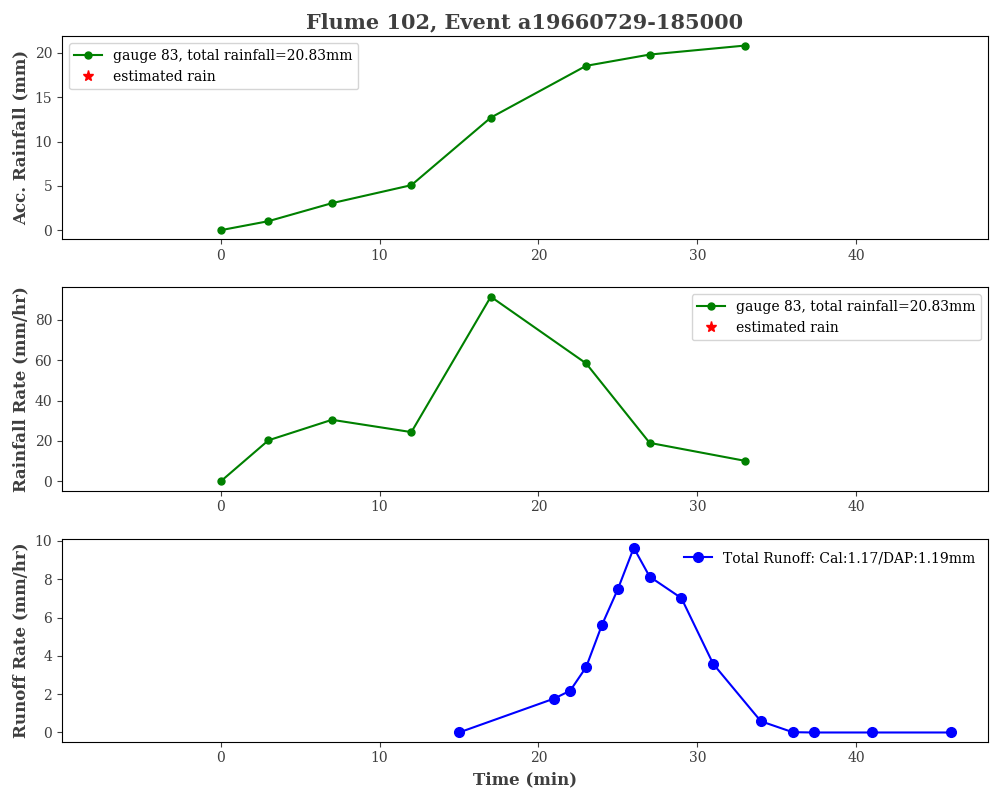 Flume 102, Event a19660729-185000
Acc. Rainfall (mm)
20
15
10
5
0
gauge 83, total rainfall=20.83mm
estimated rain
0 10 20 30 40
Rainfall Rate (mm/hr)
80
60
40
20
0
gauge 83, total rainfall=20.83mm
estimated rain
0 10 20 30 40
Runoff Rate (mm/hr)
10
8
6
4
2
0
Total Runoff: Cal:1.17/DAP:1.19mm
0 10 20 30 40
Time (min)